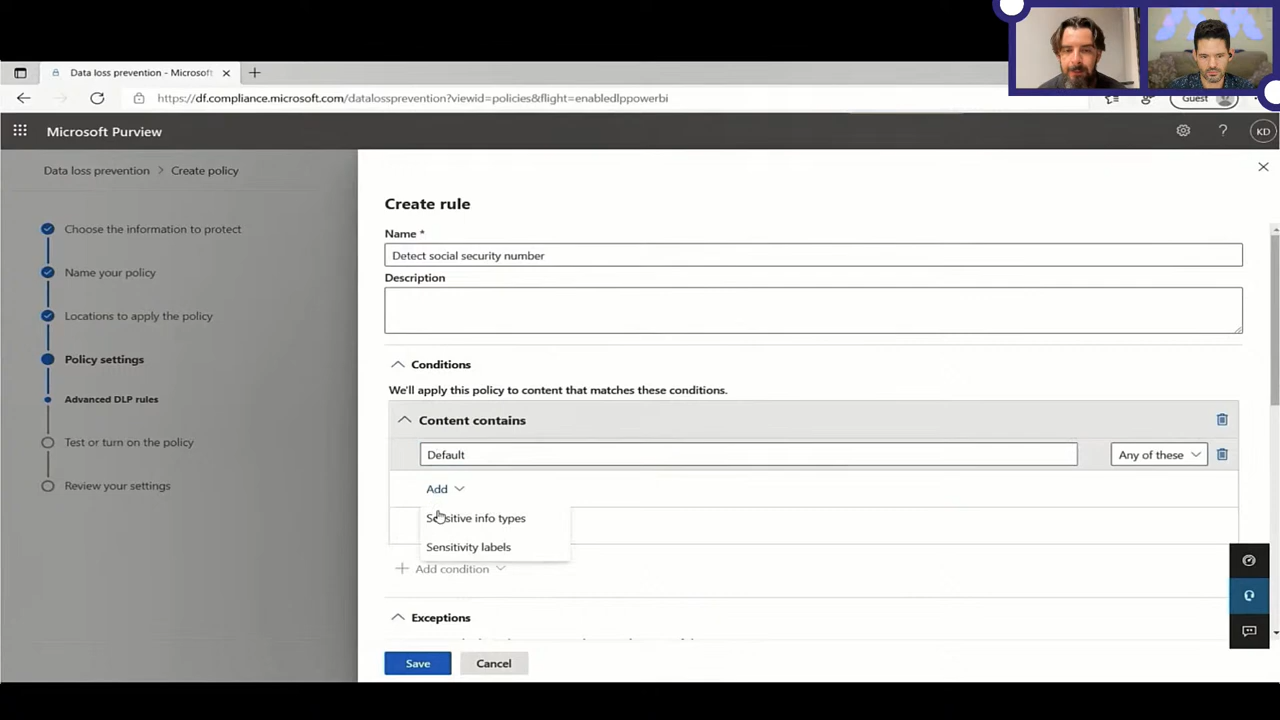 Data loss prevention - Microsoft
https://df.compliance.microsoft.com/datalossprevention?viewid=policies&flight=enabledlppowerbi
Guest
Microsoft Purview
?
KD
Data loss prevention > Create policy
Choose the information to protect
Name your policy
Locations to apply the policy
Policy settings
Advanced DLP rules
Test or turn on the policy
Review your settings
Create rule
Name *
Detect social security number
Description
Conditions
We'll apply this policy to content that matches these conditions.
Content contains
Default
Any of these
Add
Sensitive info types
Sensitivity labels
+ Add condition
Exceptions
Save
Cancel